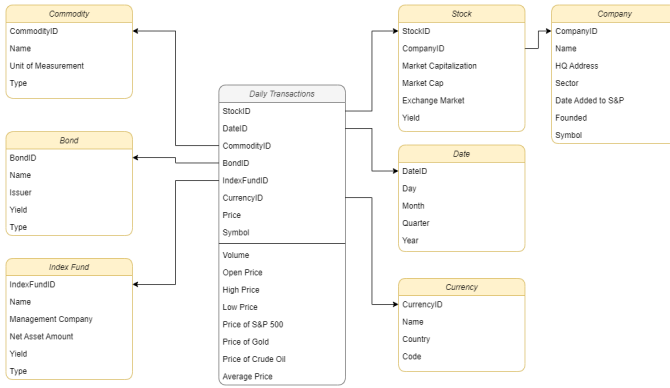 Commodity
CommodityID
Name
Unit of Measurement
Type
Bond
BondID
Name
Issuer
Yield
Type
Index Fund
IndexFundID
Name
Management Company
Net Asset Amount
Yield
Type
Daily Transactions
StockID
DateID
CommodityID
BondID
IndexFundID
CurrencyID
Price
Symbol
Volume
Open Price
High Price
Low Price
Price of S&P 500
Price of Gold
Price of Crude Oil
Average Price
Stock
StockID
CompanyID
Market Capitalization
Market Cap
Exchange Market
Yield
Date
DateID
Day
Month
Quarter
Year
Currency
CurrencyID
Name
Country
Code
Company
CompanyID
Name
HQ Address
Sector
Date Added to S&P
Founded
Symbol